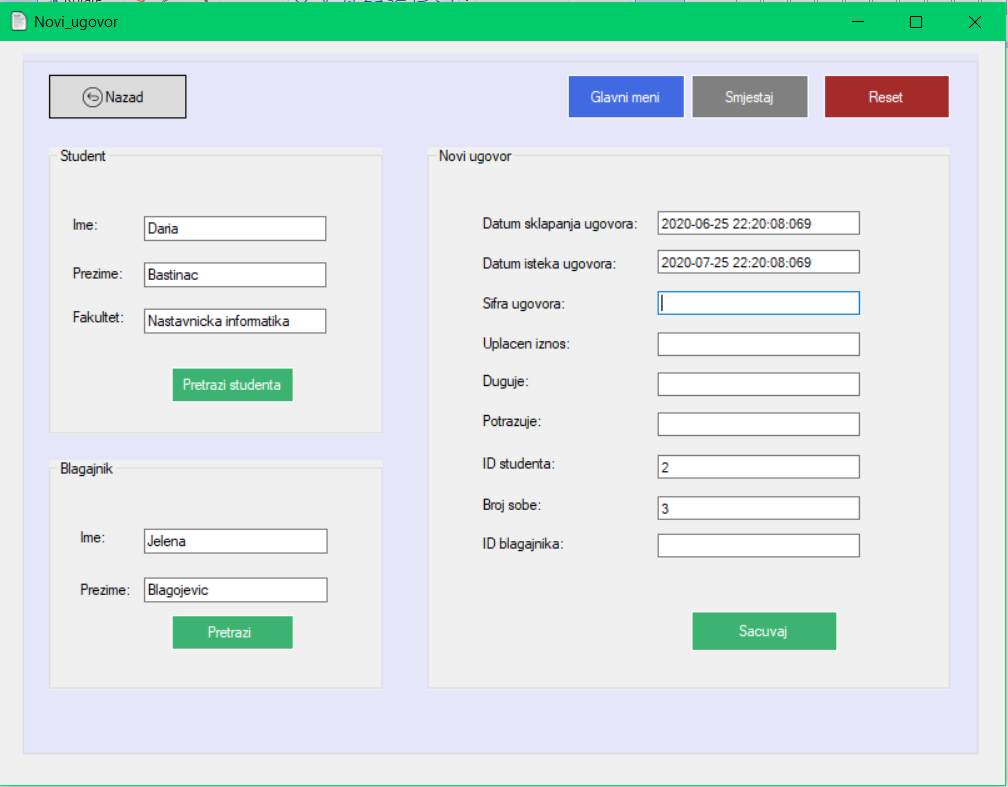 Novi_ugovor
Nazad
Glavni meni
Smjestaj
Reset
Student
Ime:
Daria
Prezime:
Bastinac
Fakultet:
Nastavnicka informatika
Pretrazi studenta
Blagajnik
Ime:
Jelena
Prezime:
Blagojevic
Pretrazi
Novi ugovor
Datum sklapanja ugovora:
2020-06-25 22:20:08:069
Datum isteka ugovora:
2020-07-25 22:20:08:069
Sifra ugovora:
Uplacen iznos:
Duguje:
Potrazuje:
ID studenta:
2
Broj sobe:
3
ID blagajnika:
Sacuvaj